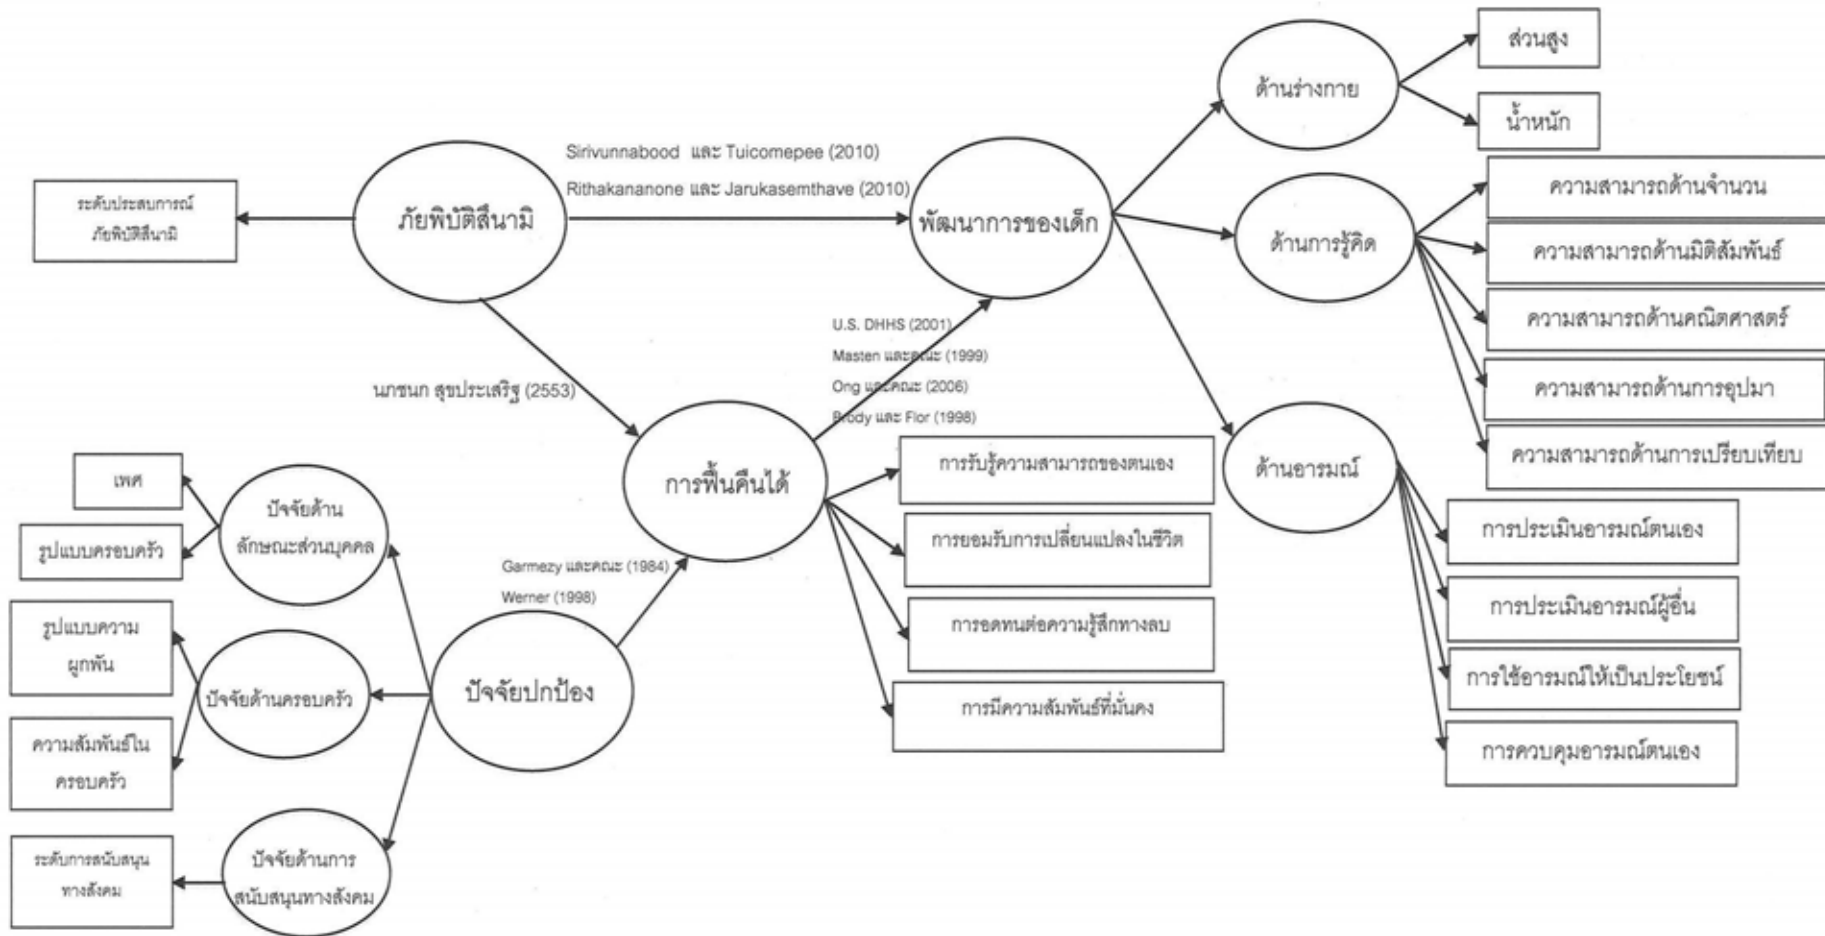 ส่วนสูง
ด้านร่างกาย
น้ำหนัก
Sirivunnabood และ Tuicomepee (2010)
Rithakananone และ Jarukasemthave (2010)
ระดับประสบการณ์
ภัยพิบัติสึนามิ
ภัยพิบัติสึนามิ
พัฒนาการของเด็ก
ด้านการรู้คิด
ความสามารถด้านจำนวน
ความสามารถด้านมิติสัมพันธ์
ความสามารถด้านคณิตศาสตร์
ความสามารถด้านการอุปมา
ความสามารถด้านการเปรียบเทียบ
U.S. DHHS (2001)
Masten และคณะ (1999)
Ong และคณะ (2006)
Brody และ Flor (1998)
นภชนก สุขประเสริฐ (2553)
การฟื้นคืนได้
การรับรู้ความสามารถของตนเอง
การยอมรับการเปลี่ยนแปลงในชีวิต
การอดทนต่อความรู้สึกทางลบ
การมีความสัมพันธ์ที่มั่นคง
ด้านอารมณ์
การประเมินอารมณ์ตนเอง
การประเมินอารมณ์ผู้อื่น
การใช้อารมณ์ให้เป็นประโยชน์
การควบคุมอารมณ์ตนเอง
เพศ
รูปแบบครอบครัว
ปัจจัยด้าน
ลักษณะส่วนบุคคล
Garmezy และคณะ (1984)
Werner (1998)
รูปแบบความ
ผูกพัน
ปัจจัยด้านครอบครัว
ปัจจัยปกป้อง
ความสัมพันธ์ใน
ครอบครัว
ระดับการสนับสนุน
ทางสังคม
ปัจจัยด้านการ
สนับสนุนทางสังคม